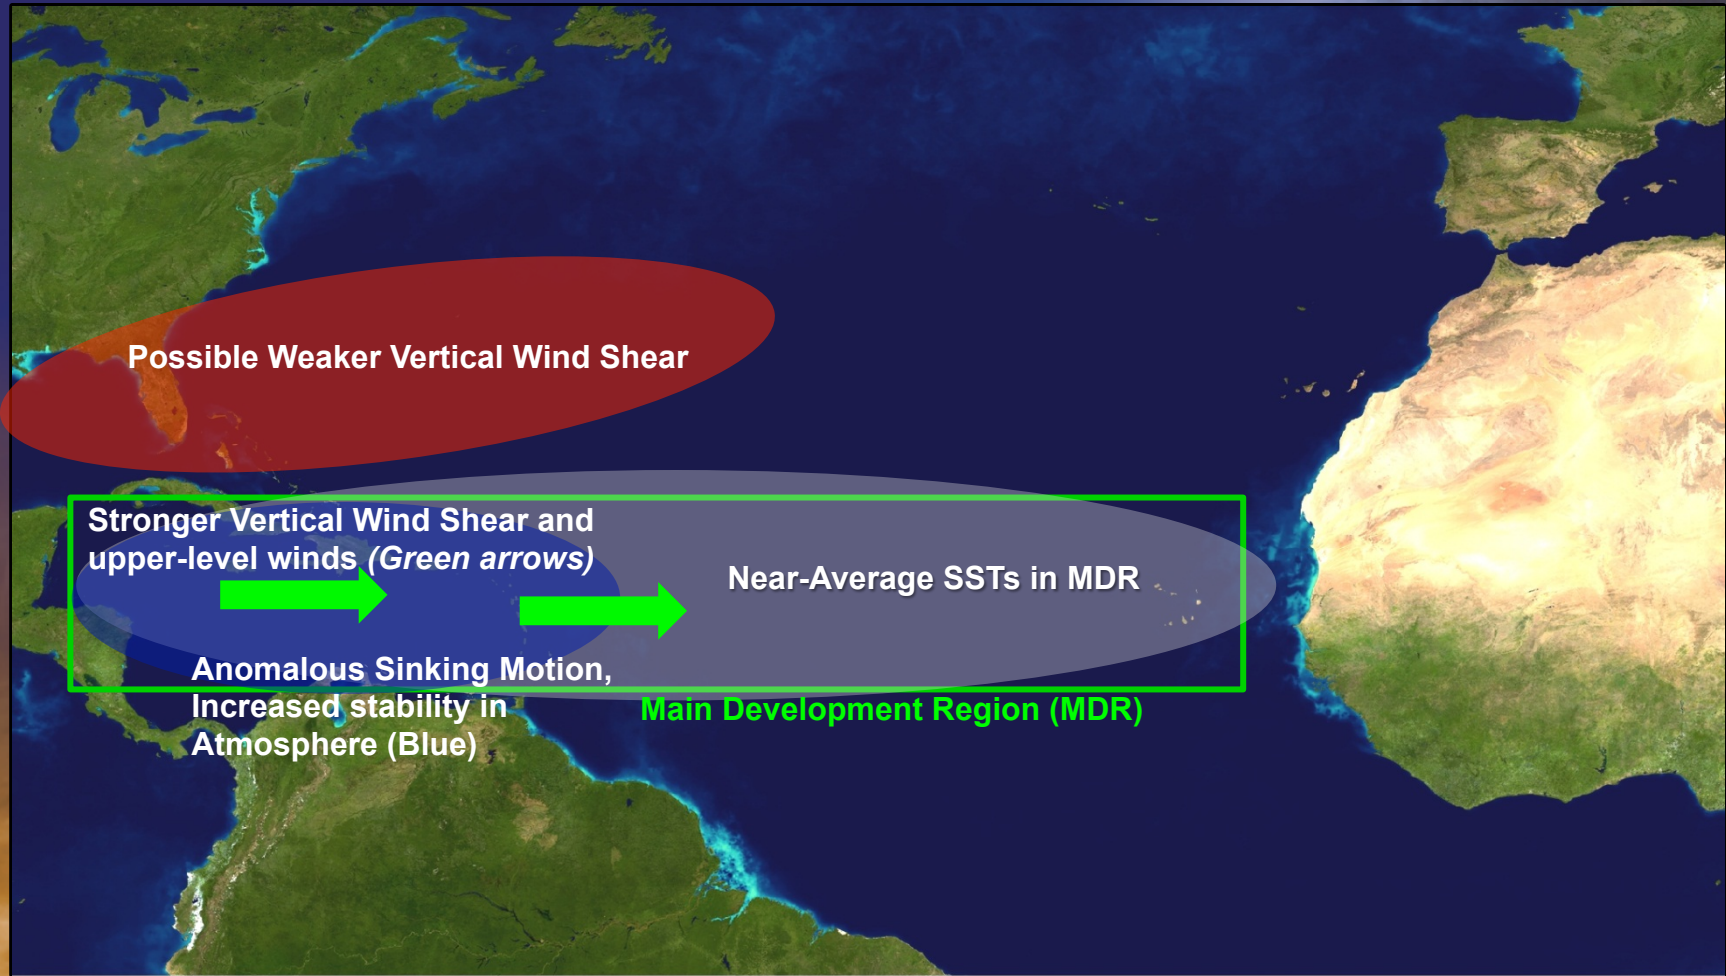 Possible Weaker Vertical Wind Shear
Stronger Vertical Wind Shear and
upper-level winds (Green arrows)
Near-Average SSTs in MDR
Anomalous Sinking Motion,
Increased stability in
Atmosphere (Blue)
Main Development Region (MDR)